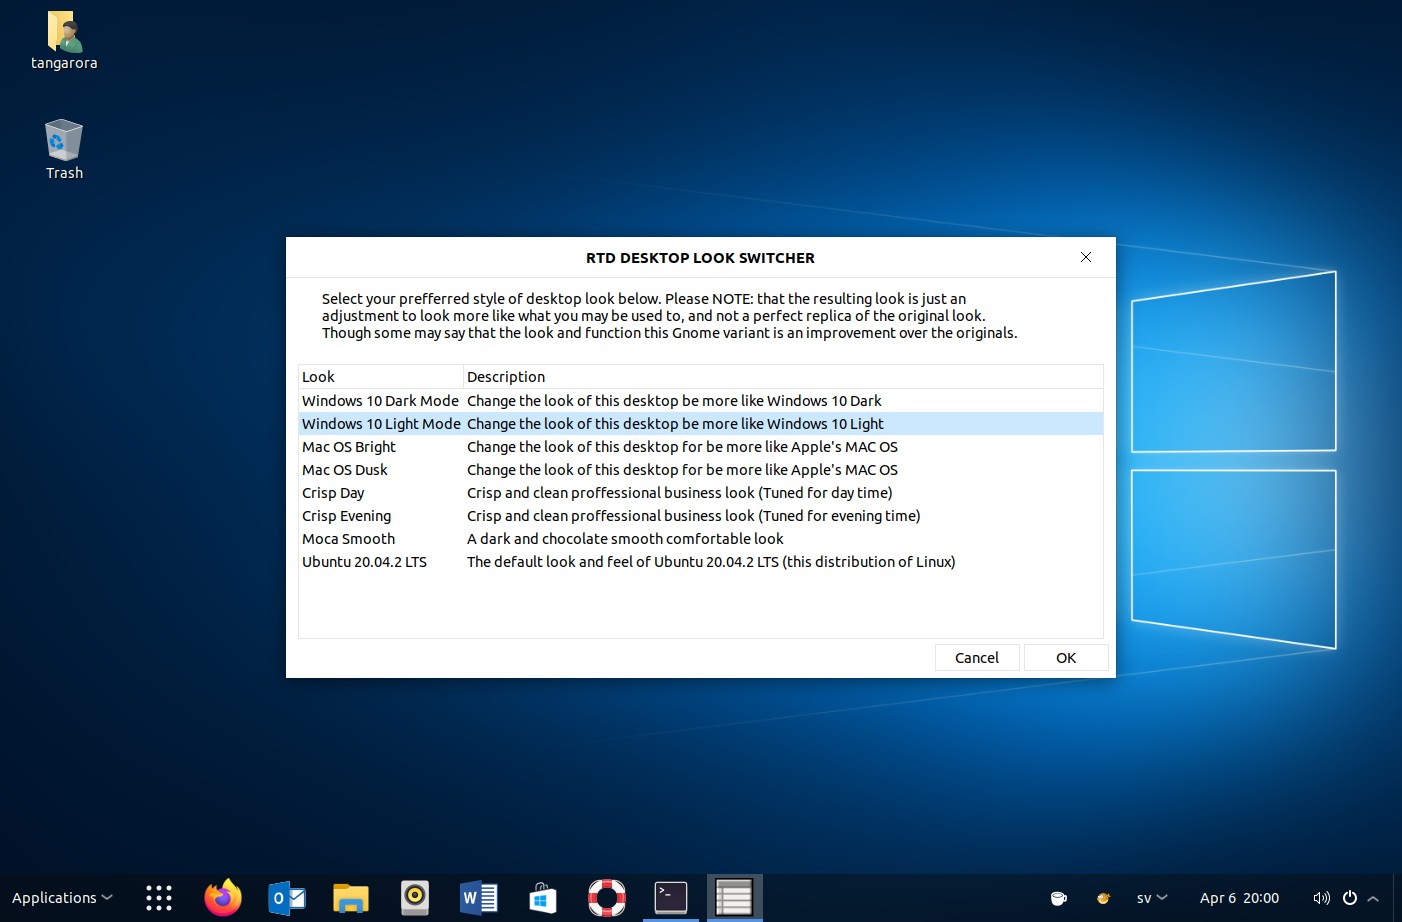 tangarora
Trash
RTD DESKTOP LOOK SWITCHER
Select your prefferred style of desktop look below. Please NOTE: that the resulting look is just an
adjustment to look more like what you may be used to, and not a perfect replica of the original look.
Though some may say that the look and function this Gnome variant is an improvement over the originals.
Look Description
Windows 10 Dark Mode Change the look of this desktop be more like Windows 10 Dark
Windows 10 Light Mode Change the look of this desktop be more like Windows 10 Light
Mac OS Bright Change the look of this desktop for be more like Apple's MAC OS
Mac OS Dusk Change the look of this desktop for be more like Apple's MAC OS
Crisp Day Crisp and clean proffessional business look (Tuned for day time)
Crisp Evening Crisp and clean proffessional business look (Tuned for evening time)
Moca Smooth A dark and chocolate smooth comfortable look
Ubuntu 20.04.2 LTS The default look and feel of Ubuntu 20.04.2 LTS (this distribution of Linux)
Cancel OK
Applications sv Apr 6 20:00